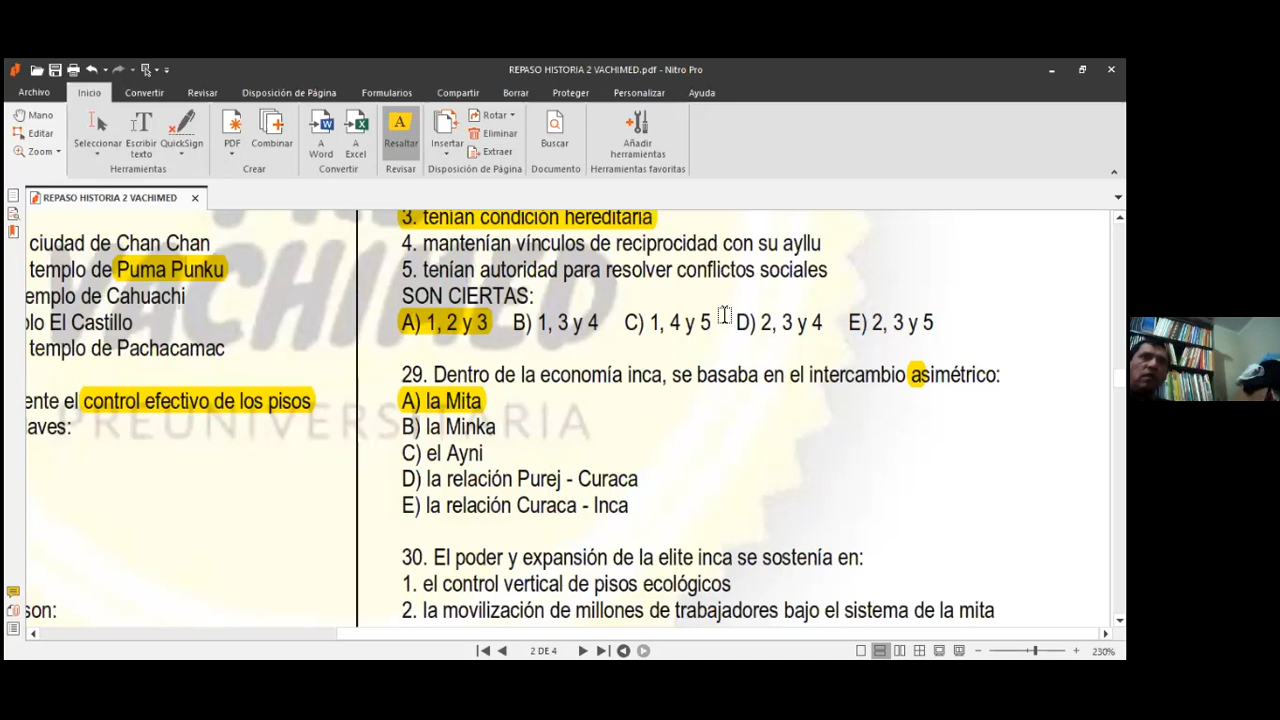 REPASO HISTORIA 2 VACHIMED.pdf - Nitro Pro
Archivo Inicio Convertir Revisar Disposición de Página Formularios Compartir Borrar Proteger Personalizar Ayuda
Mano
Editar
Zoom
Seleccionar
Escribir texto
QuickSign
Herramientas
PDF
Combinar
Crear
A Word
A Excel
Convertir
Resaltar
Revisar
Insertar
Rotar
Eliminar
Extraer
Disposición de Página
Buscar
Documento
Añadir herramientas
Herramientas favoritas
REPASO HISTORIA 2 VACHIMED
ciudad de Chan Chan
templo de Puma Punku
emplo de Cahuachi
lo El Castillo
templo de Pachacamac
ente el control efectivo de los pisos
aves:
son:
VACHIMED
PREUNIVERSITARIA
3. tenían condición hereditaria
4. mantenían vínculos de reciprocidad con su ayllu
5. tenían autoridad para resolver conflictos sociales
SON CIERTAS:
A) 1, 2 y 3 B) 1, 3 y 4 C) 1, 4 y 5 D) 2, 3 y 4 E) 2, 3 y 5
29. Dentro de la economía inca, se basaba en el intercambio asimétrico:
A) la Mita
B) la Minka
C) el Ayni
D) la relación Purej - Curaca
E) la relación Curaca - Inca
30. El poder y expansión de la elite inca se sostenía en:
1. el control vertical de pisos ecológicos
2. la movilización de millones de trabajadores bajo el sistema de la mita
2 DE 4
230%